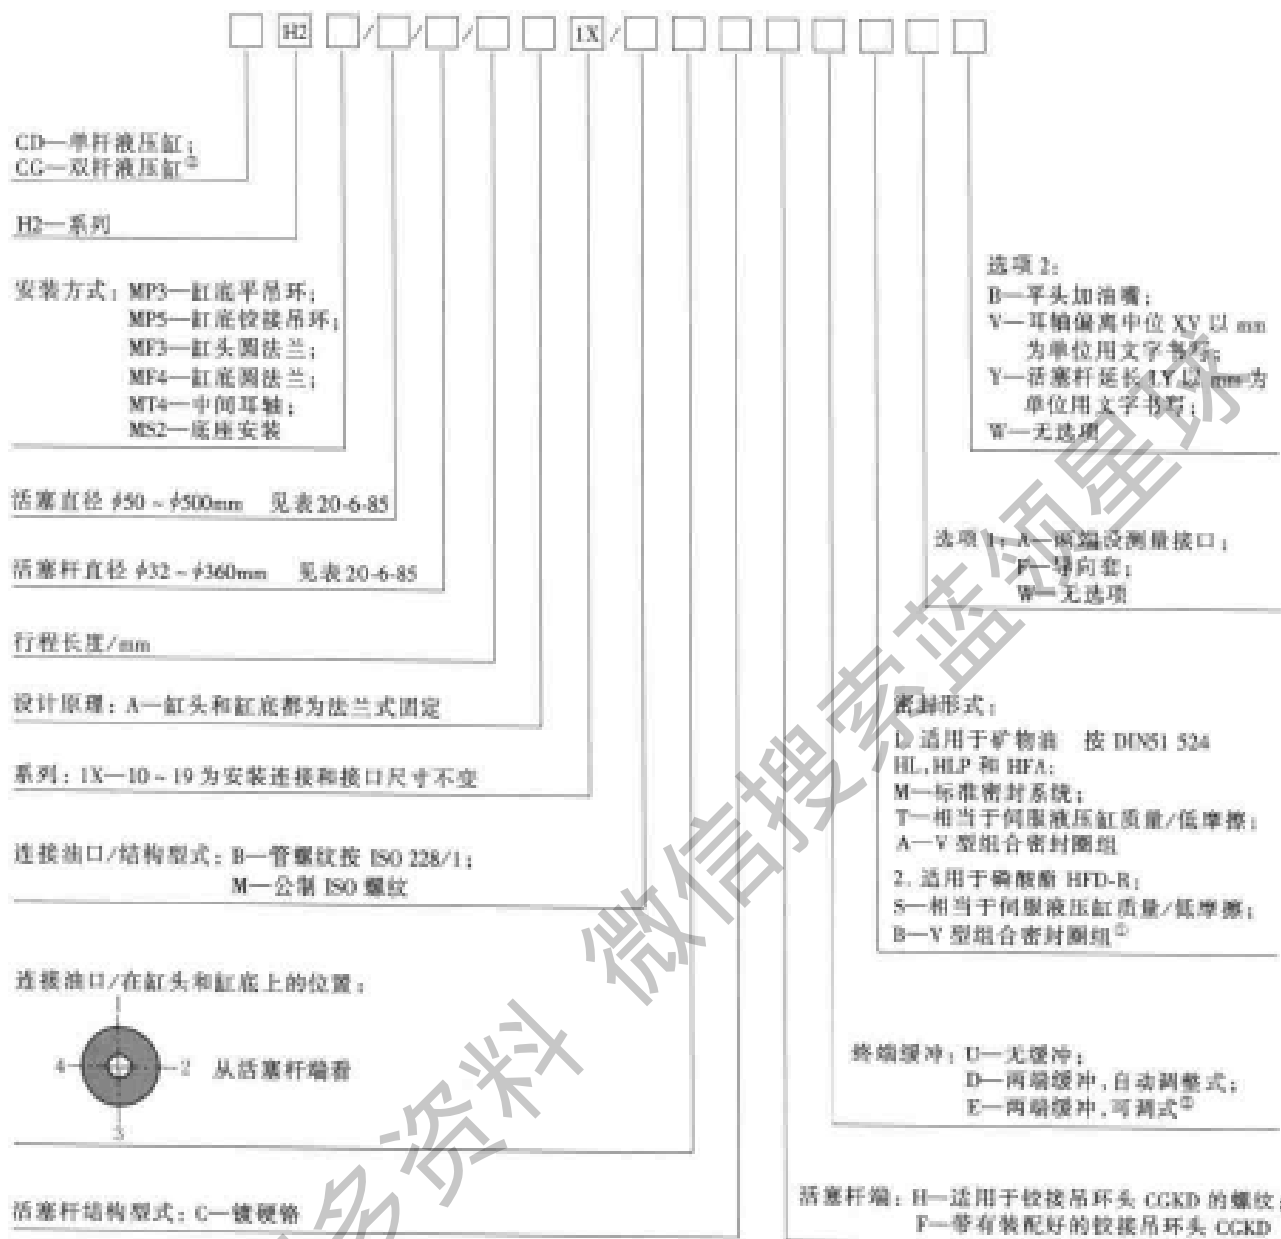 □ H2 □/□/□/□ □ 1X/□ □ □ □ □ □ □ □
CD—单杆液压缸;
CG—双杆液压缸②
H2—系列
安装方式: MP3—缸底平吊环;
MP5—缸底铰接吊环;
MF3—缸头圆法兰;
MF4—缸底圆法兰;
MT4—中间耳轴;
MS2—底座安装
活塞直径 φ50~φ500mm 见表20-6-85
活塞杆直径 φ32~φ360mm 见表20-6-85
行程长度/mm
设计原理: A—缸头和缸底都为法兰式固定
系列: 1X—10~19为安装连接和接口尺寸不变
连接油口/结构型式: B—管螺纹按 ISO 228/1;
M—公制 ISO 螺纹
连接油口/在缸头和缸底上的位置:
1
4 2 从活塞杆端看
3
活塞杆结构型式: C—镀硬铬
选项2:
B—平头加油嘴;
V—耳轴偏离中位 XV 以 mm
为单位用文字书写;
Y—活塞杆延长 LY 以 mm 为
单位用文字书写;
W—无选项
选项1: A—两端设测量接口;
F—导向套;
W—无选项
密封形式:
1. 适用于矿物油 按 DIN51 524
HL,HLP 和 HFA:
M—标准密封系统;
T—相当于伺服液压缸质量/低摩擦;
A—V 型组合密封圈组
2. 适用于磷酸酯 HFD-R:
S—相当于伺服液压缸质量/低摩擦;
B—V 型组合密封圈组①
终端缓冲: U—无缓冲;
D—两端缓冲,自动调整式;
E—两端缓冲,可调式①
活塞杆端: H—适用于铰接吊环头 CGKD 的螺纹;
F—带有装配好的铰接吊环头 CGKD
多资料 微信搜索蓝领星球